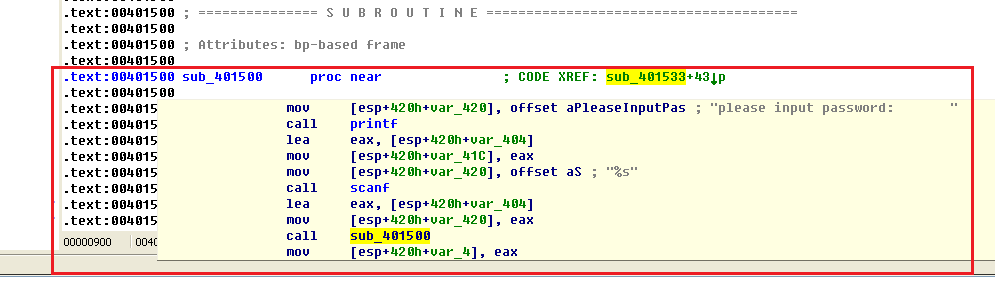 .text:00401500 ; =============== S U B R O U T I N E =======================================
.text:00401500
.text:00401500
.text:00401500 ; Attributes: bp-based frame
.text:00401500
.text:00401500 sub_401500 proc near ; CODE XREF: sub_401533+43↓p
.text:00401500
.text:004015 mov [esp+420h+var_420], offset aPleaseInputPas ; "please input password: "
.text:004015 call printf
.text:004015 lea eax, [esp+420h+var_404]
.text:004015 mov [esp+420h+var_41C], eax
.text:004015 mov [esp+420h+var_420], offset aS ; "%s"
.text:004015 call scanf
.text:004015 lea eax, [esp+420h+var_404]
.text:004015 mov [esp+420h+var_420], eax
call sub_401500
00000900 0040 mov [esp+420h+var_4], eax